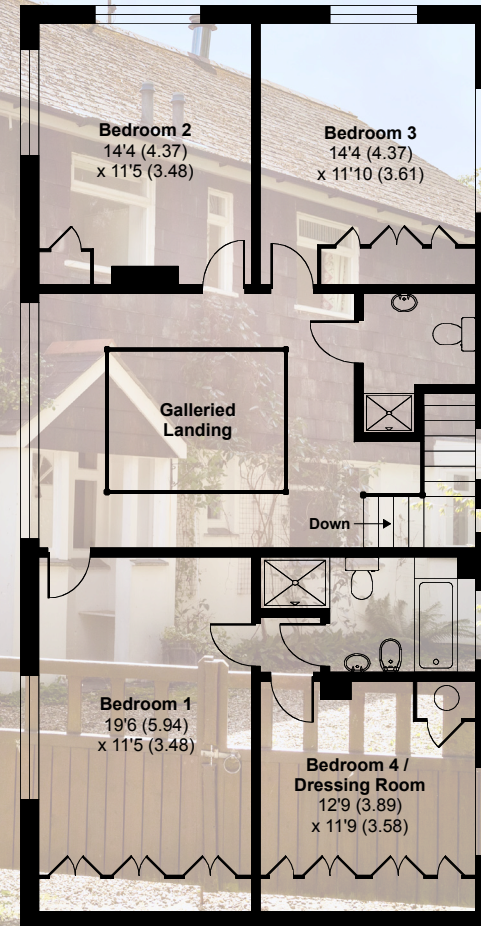 Bedroom 2
14'4 (4.37)
x 11'5 (3.48)
Bedroom 3
14'4 (4.37)
x 11'10 (3.61)
Galleried
Landing
Down
Bedroom 1
19'6 (5.94)
x 11'5 (3.48)
Bedroom 4 /
Dressing Room
12'9 (3.89)
x 11'9 (3.58)